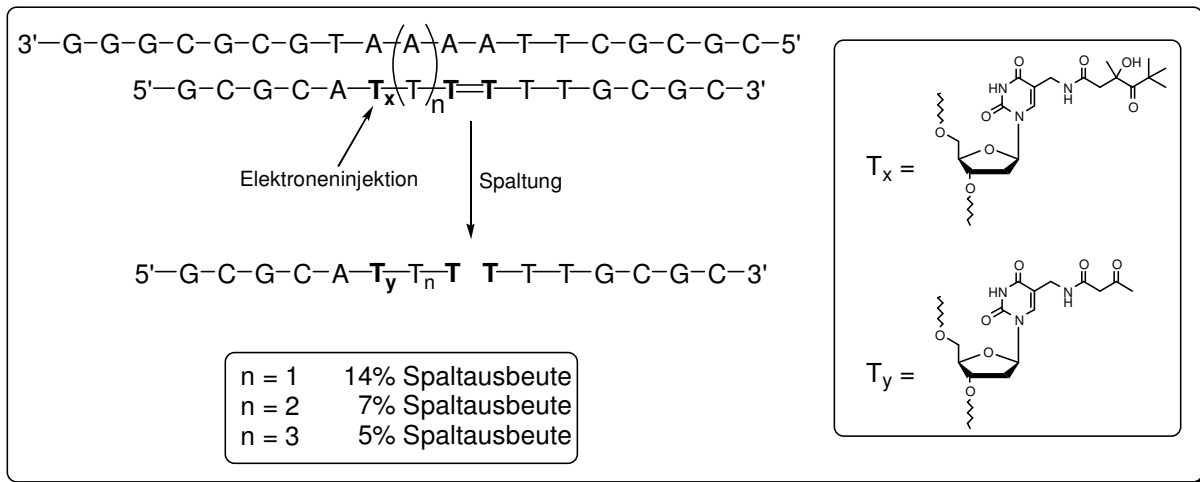 3'–G–G–G–C–G–C–G–T–A–(A)–A–A–T–T–C–G–C–G–C–5'
5'–G–C–G–C–A–Tx–(T)n–T=T–T–T–G–C–G–C–3'
Elektroneninjektion
Spaltung
5'–G–C–G–C–A–Ty–Tn–T T–T–T–G–C–G–C–3'
n = 1 14% Spaltausbeute
n = 2 7% Spaltausbeute
n = 3 5% Spaltausbeute
Tx =
O
HN
O
N
N
H
O
OH
O
O
O
O
Ty =
O
HN
O
N
N
H
O
O
O
O
O